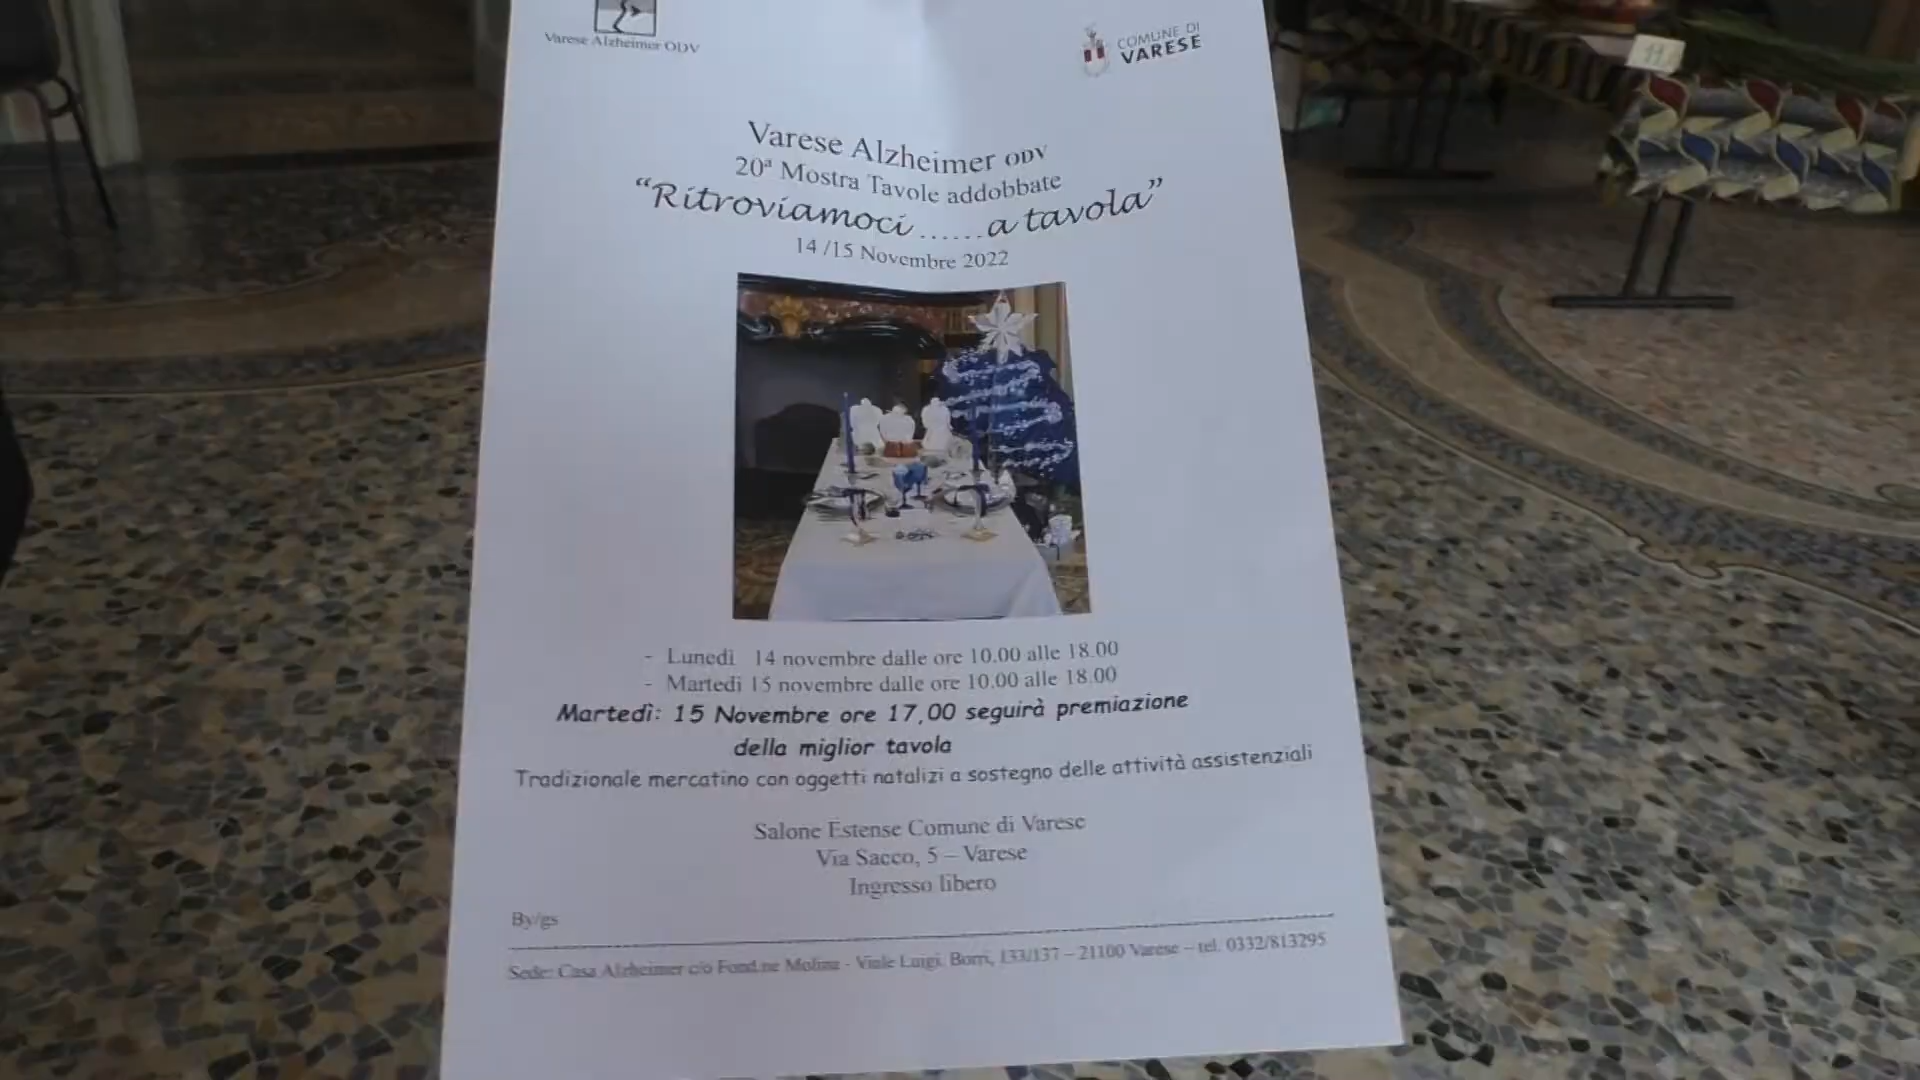 Varese Alzheimer ODV
COMUNE DI
VARESE
11
Varese Alzheimer ODV
20ª Mostra Tavole addobbate
“Ritroviamoci ......a tavola”
14 /15 Novembre 2022
- Lunedì 14 novembre dalle ore 10.00 alle 18.00
- Martedì 15 novembre dalle ore 10.00 alle 18.00
Martedì: 15 Novembre ore 17,00 seguirà premiazione
della miglior tavola
Tradizionale mercatino con oggetti natalizi a sostegno delle attività assistenziali
Salone Estense Comune di Varese
Via Sacco, 5 – Varese
Ingresso libero
By/gs
Sede: Casa Alzheimer c/o Fond.ne Molina - Viale Luigi Borri, 133/137 – 21100 Varese – tel. 0332/813295